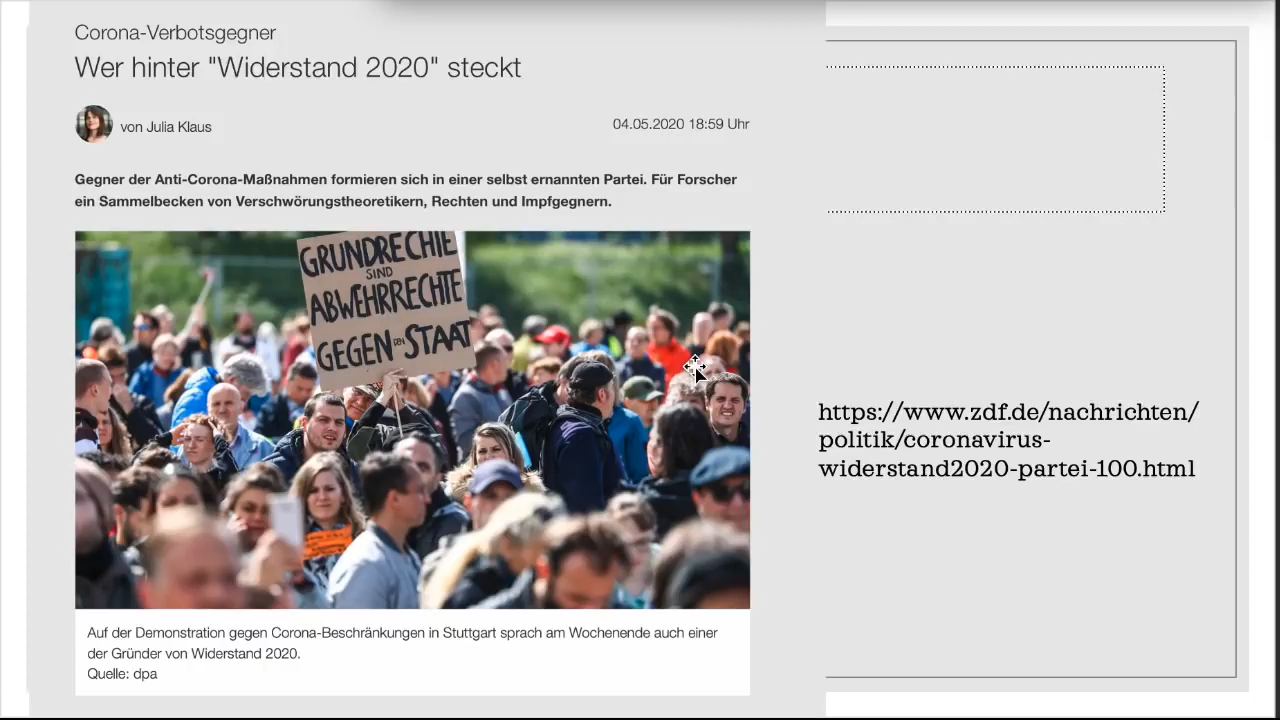 Corona-Verbotsgegner
Wer hinter "Widerstand 2020" steckt
von Julia Klaus
04.05.2020 18:59 Uhr
Gegner der Anti-Corona-Maßnahmen formieren sich in einer selbst ernannten Partei. Für Forscher
ein Sammelbecken von Verschwörungstheoretikern, Rechten und Impfgegnern.
GRUNDRECHTE
SIND
ABWEHRRECHTE
GEGEN DEN STAAT
https://www.zdf.de/nachrichten/
politik/coronavirus-
widerstand2020-partei-100.html
Auf der Demonstration gegen Corona-Beschränkungen in Stuttgart sprach am Wochenende auch einer
der Gründer von Widerstand 2020.
Quelle: dpa